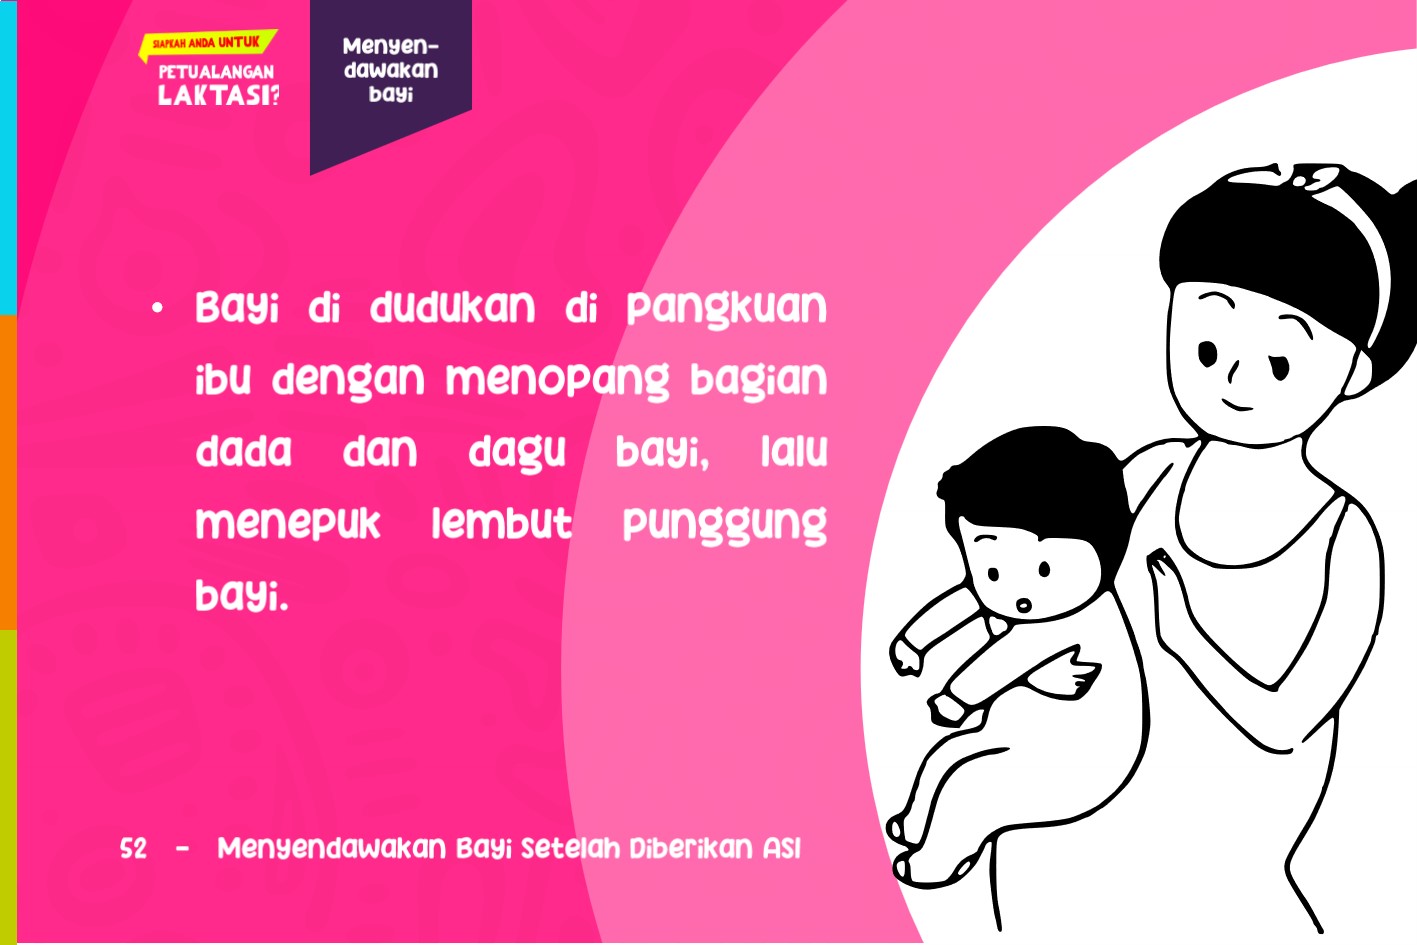 SIAPKAH ANDA UNTUK
PETUALANGAN
LAKTASI?
Menyen-
dawakan
bayi
• Bayi di dudukan di pangkuan
ibu dengan menopang bagian
dada dan dagu bayi, lalu
menepuk lembut punggung
bayi.
52 - Menyendawakan Bayi Setelah Diberikan ASI